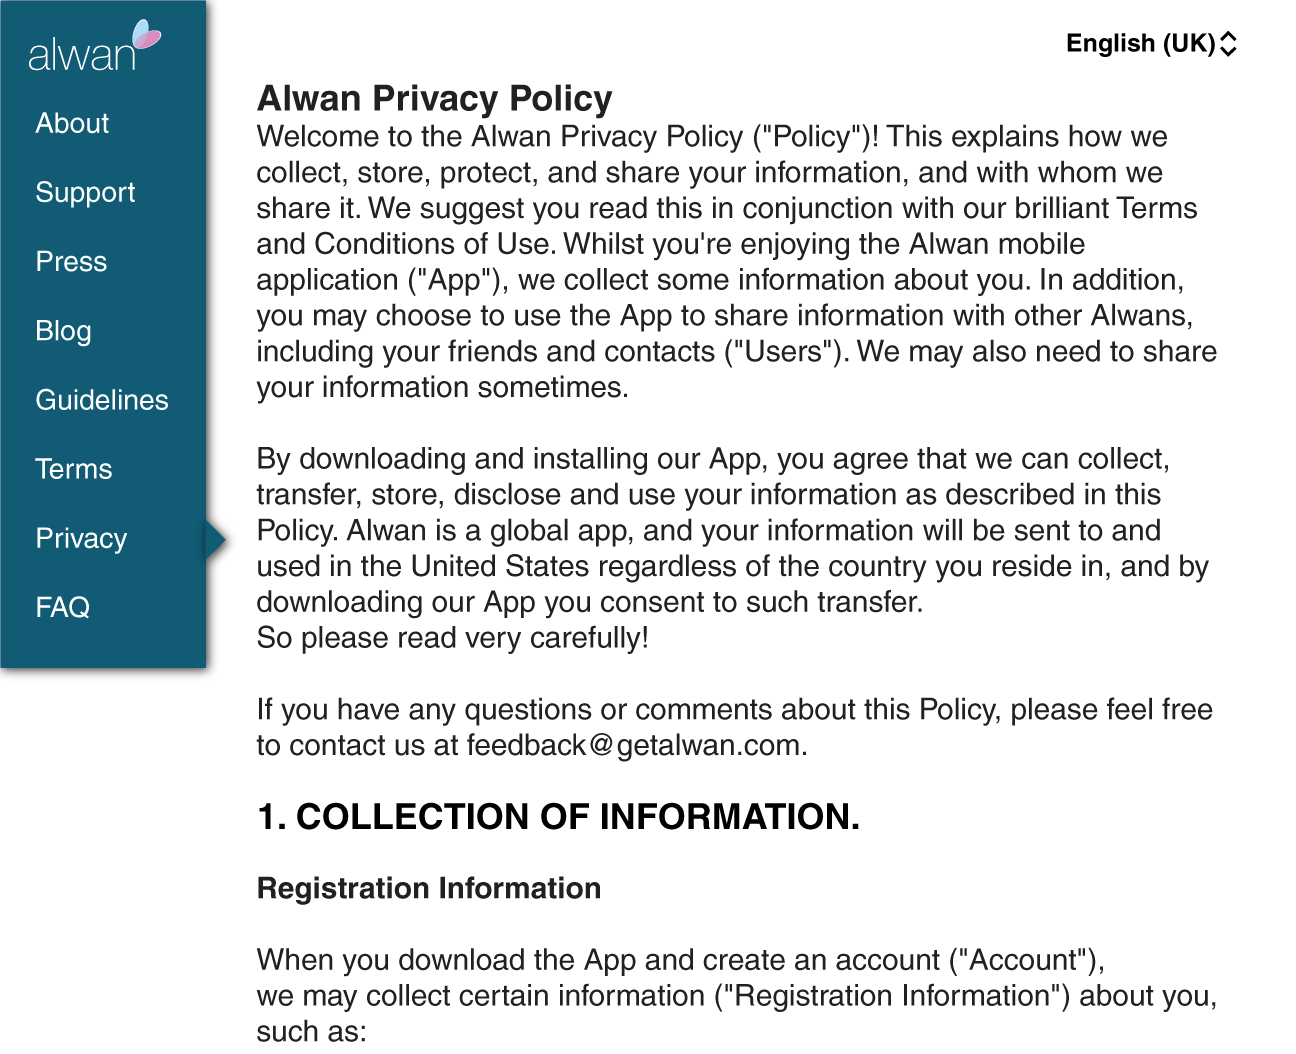 alwan
About
Support
Press
Blog
Guidelines
Terms
Privacy
FAQ
English (UK)
Alwan Privacy Policy
Welcome to the Alwan Privacy Policy ("Policy")! This explains how we
collect, store, protect, and share your information, and with whom we
share it. We suggest you read this in conjunction with our brilliant Terms
and Conditions of Use. Whilst you're enjoying the Alwan mobile
application ("App"), we collect some information about you. In addition,
you may choose to use the App to share information with other Alwans,
including your friends and contacts ("Users"). We may also need to share
your information sometimes.
By downloading and installing our App, you agree that we can collect,
transfer, store, disclose and use your information as described in this
Policy. Alwan is a global app, and your information will be sent to and
used in the United States regardless of the country you reside in, and by
downloading our App you consent to such transfer.
So please read very carefully!
If you have any questions or comments about this Policy, please feel free
to contact us at feedback@getalwan.com.
1. COLLECTION OF INFORMATION.
Registration Information
When you download the App and create an account ("Account"),
we may collect certain information ("Registration Information") about you,
such as: